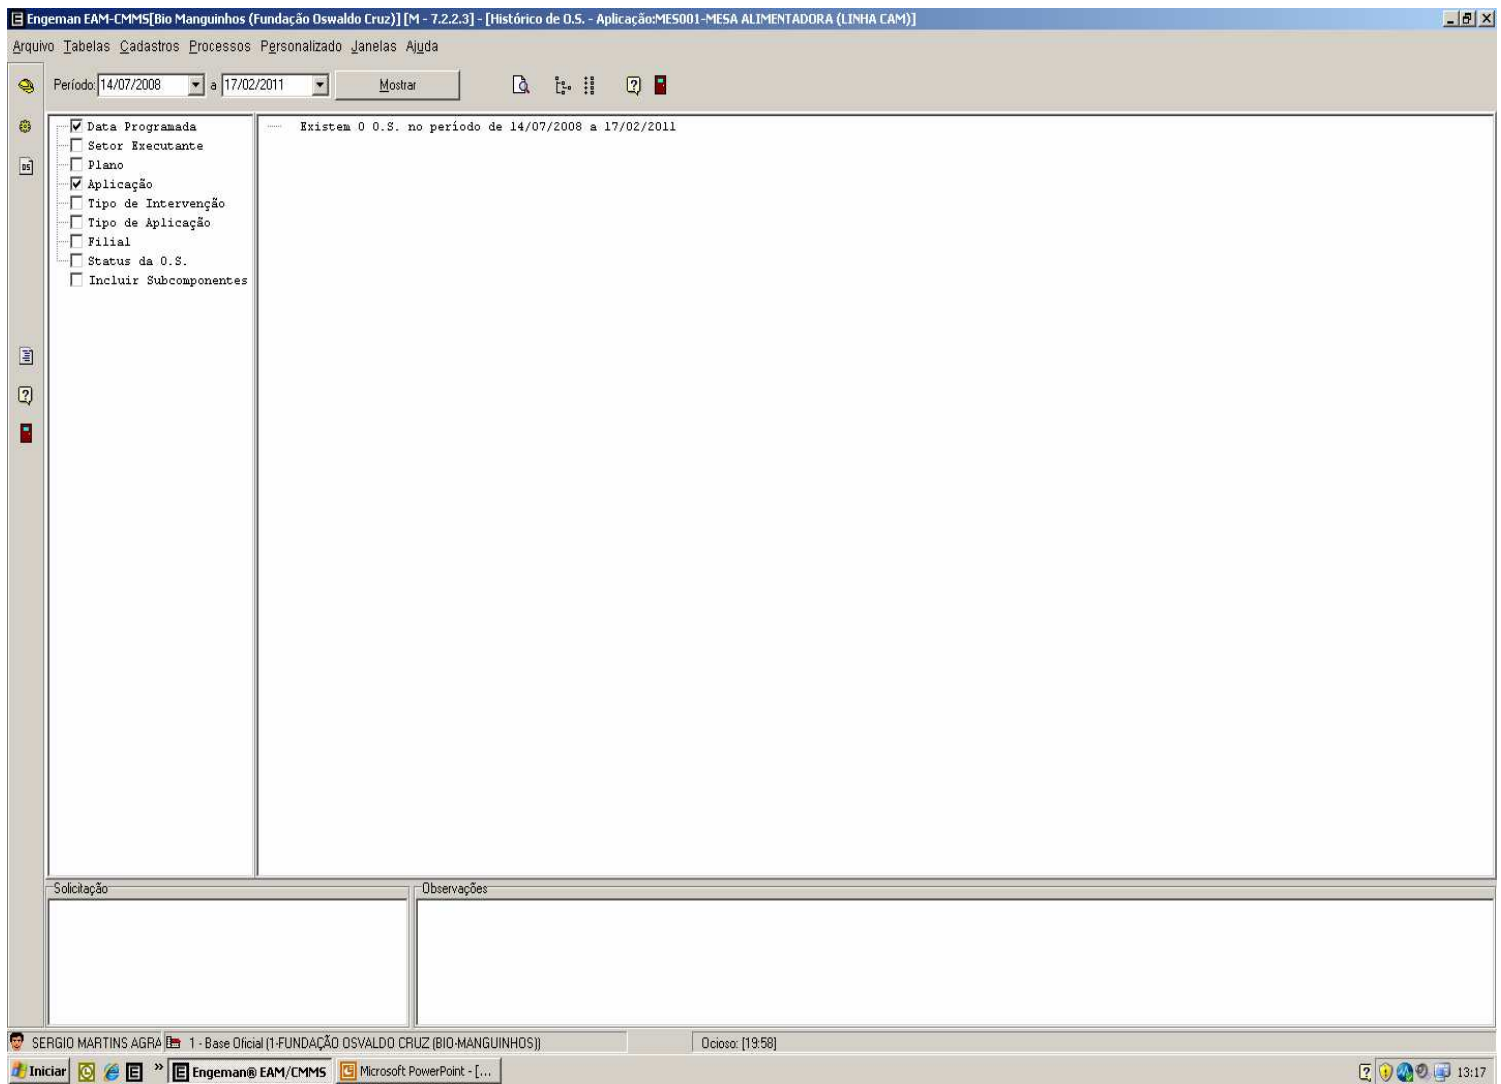 Engeman EAM-CMMS[Bio Manguinhos (Fundação Oswaldo Cruz)] [M - 7.2.2.3] - [Histórico de O.S. - Aplicação:MES001-MESA ALIMENTADORA (LINHA CAM)]
Arquivo Tabelas Cadastros Processos Personalizado Janelas Ajuda
Período: 14/07/2008 a 17/02/2011 Mostrar
Data Programada
Setor Executante
Plano
Aplicação
Tipo de Intervenção
Tipo de Aplicação
Filial
Status da O.S.
Incluir Subcomponentes
Existem 0 O.S. no período de 14/07/2008 a 17/02/2011
Solicitação
Observações
SERGIO MARTINS AGRA 1 - Base Oficial (1-FUNDAÇÃO OSVALDO CRUZ (BIO-MANGUINHOS)) Ocioso: [19:58]
Iniciar » Engeman® EAM/CMMS Microsoft PowerPoint - [... 13:17